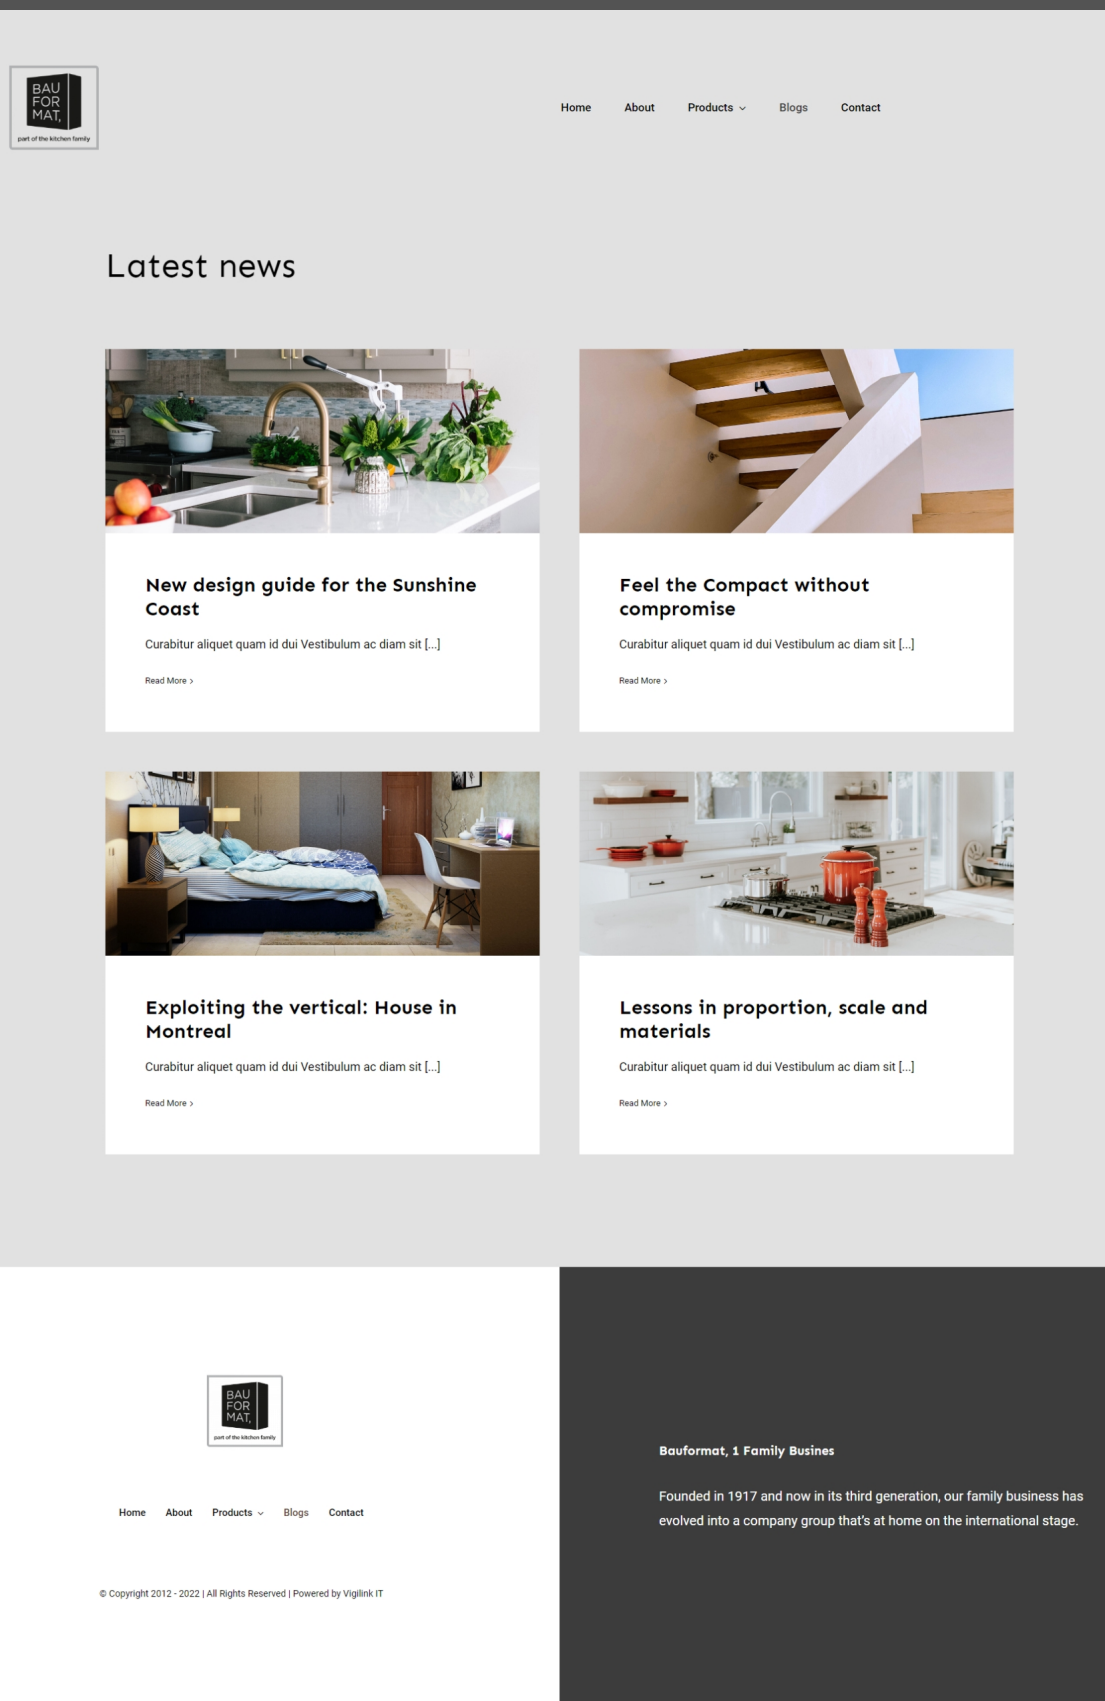 BAU
FOR
MAT,
part of the kitchen family
Home About Products Blogs Contact
Latest news
New design guide for the Sunshine
Coast
Curabitur aliquet quam id dui Vestibulum ac diam sit [...]
Read More
Feel the Compact without
compromise
Curabitur aliquet quam id dui Vestibulum ac diam sit [...]
Read More
Exploiting the vertical: House in
Montreal
Curabitur aliquet quam id dui Vestibulum ac diam sit [...]
Read More
Lessons in proportion, scale and
materials
Curabitur aliquet quam id dui Vestibulum ac diam sit [...]
Read More
BAU
FOR
MAT,
part of the kitchen family
Home About Products Blogs Contact
© Copyright 2012 - 2022 | All Rights Reserved | Powered by Vigilink IT
Bauformat, 1 Family Busines
Founded in 1917 and now in its third generation, our family business has
evolved into a company group that's at home on the international stage.